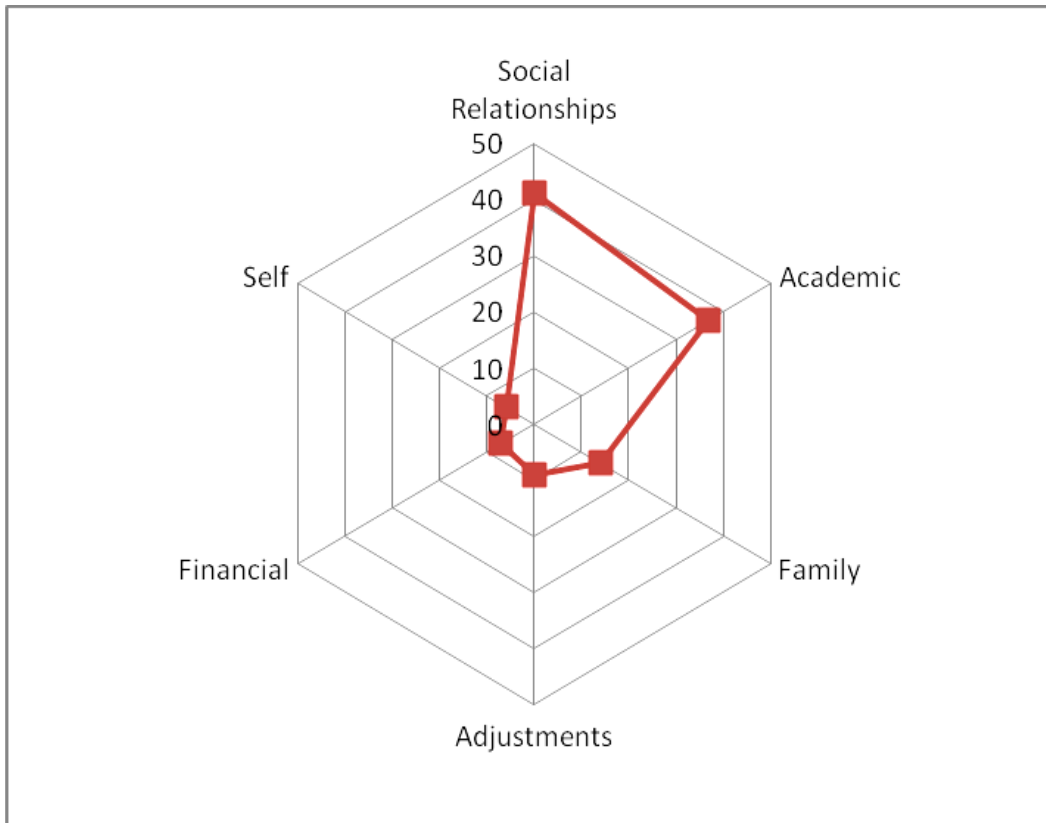 Social
Relationships
50
40
30
20
10
0
Self
Academic
Financial
Family
Adjustments